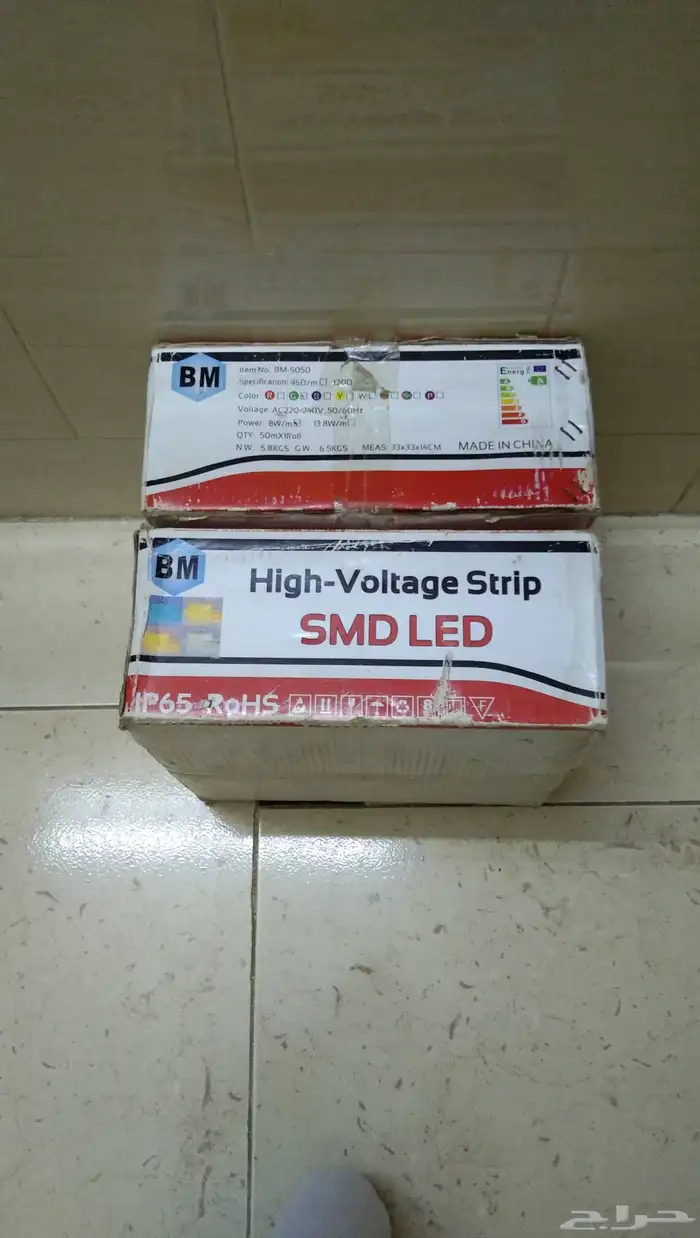 BM
Item No. BM-5050
Specification: 96D/m 120D
Color R G B Y W P
Voltage: AC220-240V, 50/60Hz
Power: 8W/m 13.8W/m
QTY: 50mX1Roll
N.W. 5.8KGS G.W. 6.5KGS MEAS: 33x33x14CM MADE IN CHINA
Energy
A
A
BM
High-Voltage Strip
SMD LED
IP65 RoHS
8
F
حراج